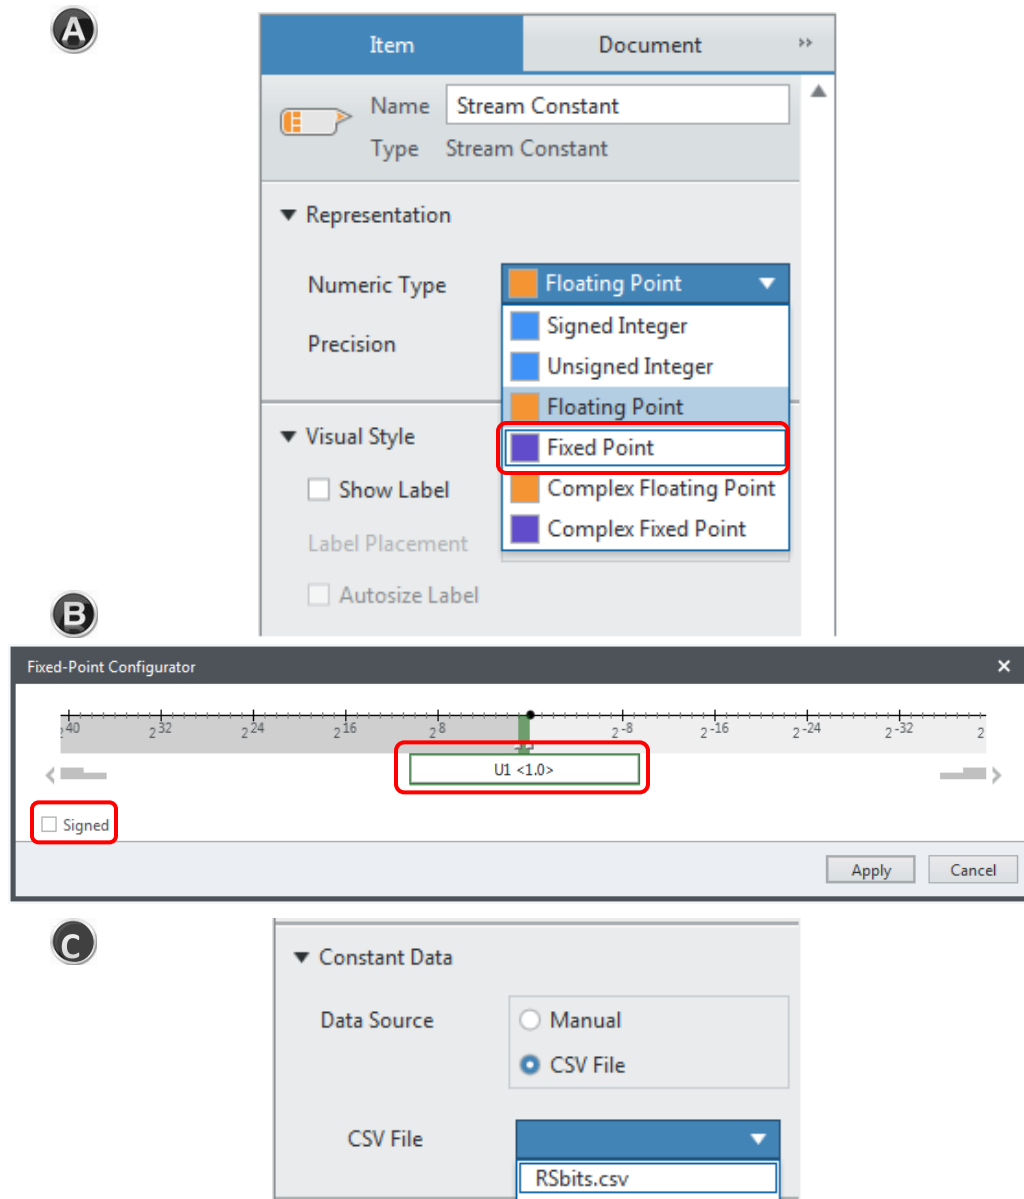 A
Item Document »
Name Stream Constant
Type Stream Constant
Representation
Numeric Type Floating Point
Signed Integer
Precision
Unsigned Integer
Floating Point
Visual Style
Fixed Point
Show Label
Complex Floating Point
Label Placement
Complex Fixed Point
Autosize Label
B
Fixed-Point Configurator ×
2^40 2^32 2^24 2^16 2^8 2^-8 2^-16 2^-24 2^-32 2
U1 <1.0>
Signed
Apply Cancel
C
Constant Data
Data Source Manual
CSV File
CSV File
RSbits.csv